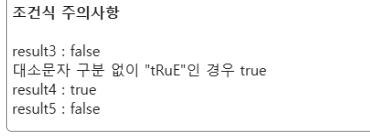 조건식 주의사항
result3 : false
대소문자 구분 없이 "tRuE"인 경우 true
result4 : true
result5 : false